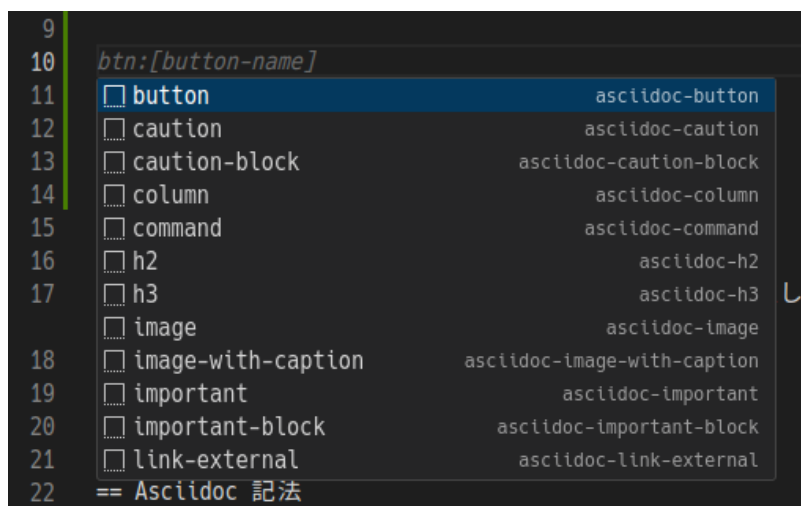 9
10 btn:[button-name]
11 button asciidoc-button
12 caution asciidoc-caution
13 caution-block asciidoc-caution-block
14 column asciidoc-column
15 command asciidoc-command
16 h2 asciidoc-h2
17 h3 asciidoc-h3 し
image asciidoc-image
18 image-with-caption asciidoc-image-with-caption
19 important asciidoc-important
20 important-block asciidoc-important-block
21 link-external asciidoc-link-external
22 == Asciidoc 記法